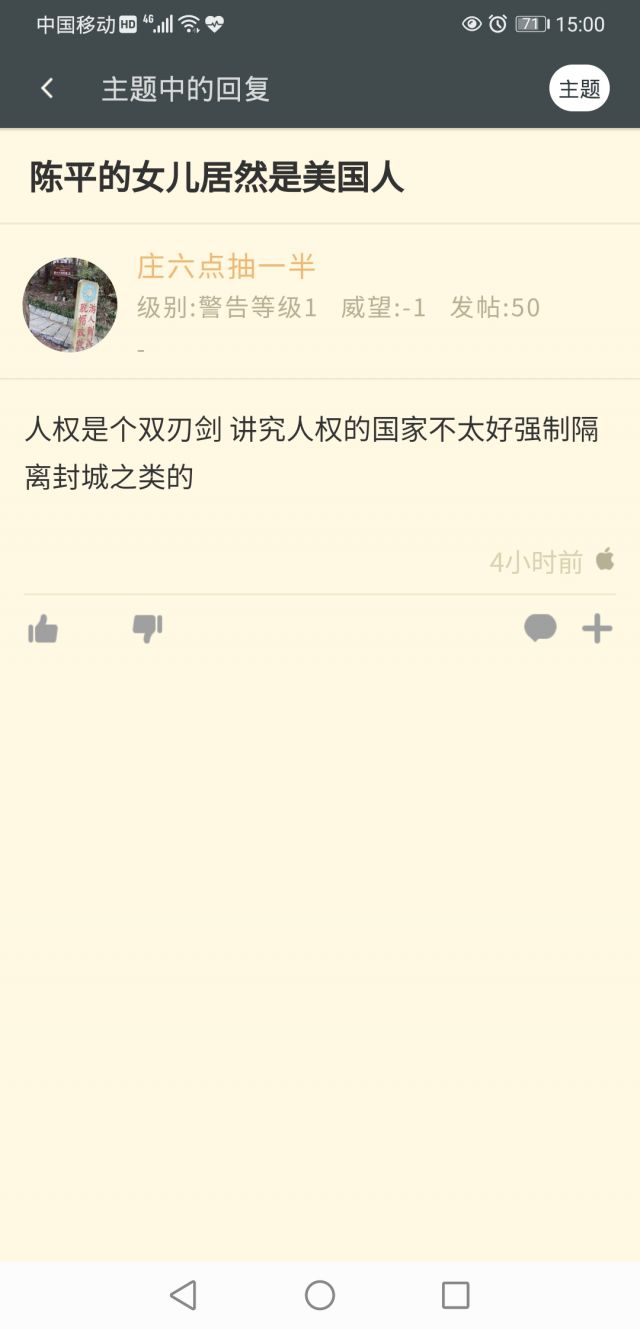 中国移动 HD 4G 71 15:00
主题中的回复 主题
陈平的女儿居然是美国人
庄六点抽一半
级别:警告等级1 威望:-1 发帖:50
-
人权是个双刃剑 讲究人权的国家不太好强制隔
离封城之类的
4小时前